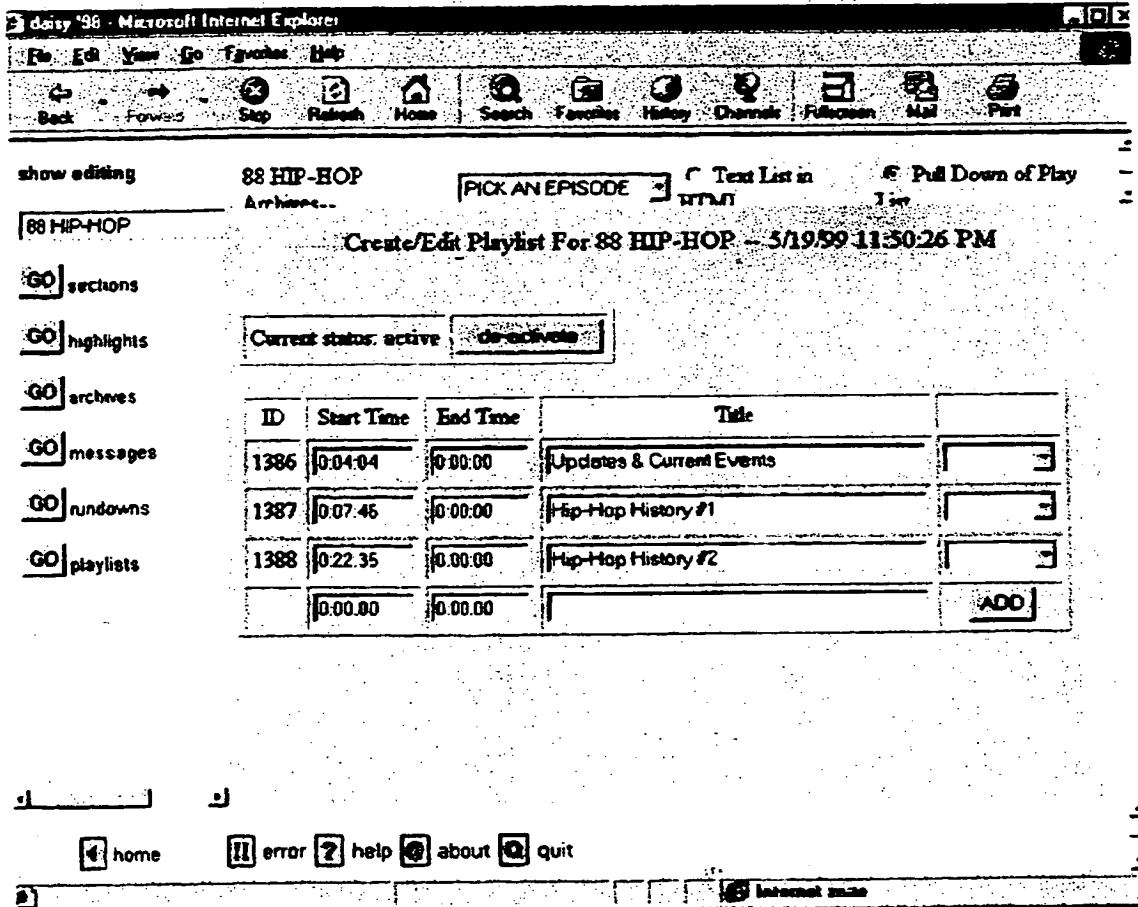 daisy '98 - Microsoft Internet Explorer
File Edit View Go Favorites Help
Back Forward Stop Refresh Home Search Favorites History Channels Fullscreen Mail Print
show editing
88 HIP-HOP
GO sections
GO highlights
GO archives
GO messages
GO rundowns
GO playlists
88 HIP-HOP
Archives--
PICK AN EPISODE
Text List in
HTML
Pull Down of Play
List
Create/Edit Playlist For 88 HIP-HOP -- 5/19/99 11:50:26 PM
Current status: active de-activate
ID Start Time End Time Title
1386 0:04:04 0:00:00 Updates & Current Events
1387 0:07:46 0:00:00 Hip-Hop History #1
1388 0:22:35 0:00:00 Hip-Hop History #2
0:00:00 0:00:00 ADD
home !! error ? help @ about Q quit
Internet zone